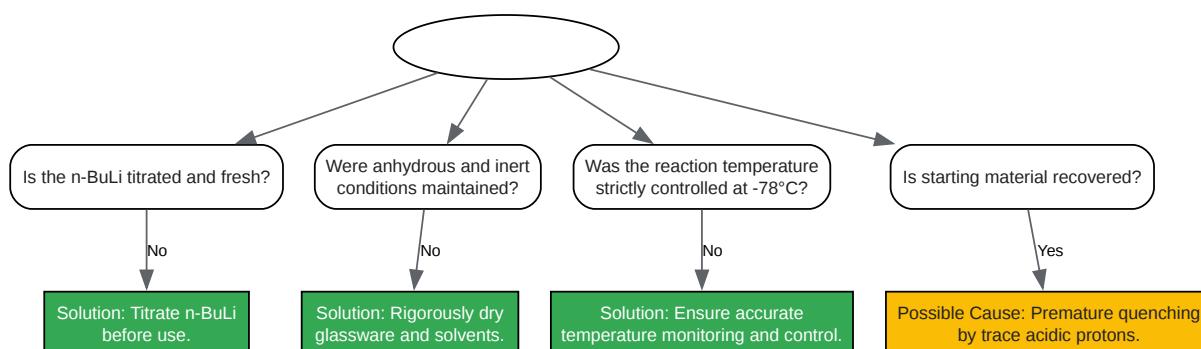 Is the n-BuLi titrated and fresh?
Were anhydrous and inert
conditions maintained?
Was the reaction temperature
strictly controlled at -78°C?
Is starting material recovered?
No
No
No
Yes
Solution: Titrate n-BuLi
before use.
Solution: Rigorously dry
glassware and solvents.
Solution: Ensure accurate
temperature monitoring and control.
Possible Cause: Premature quenching
by trace acidic protons.